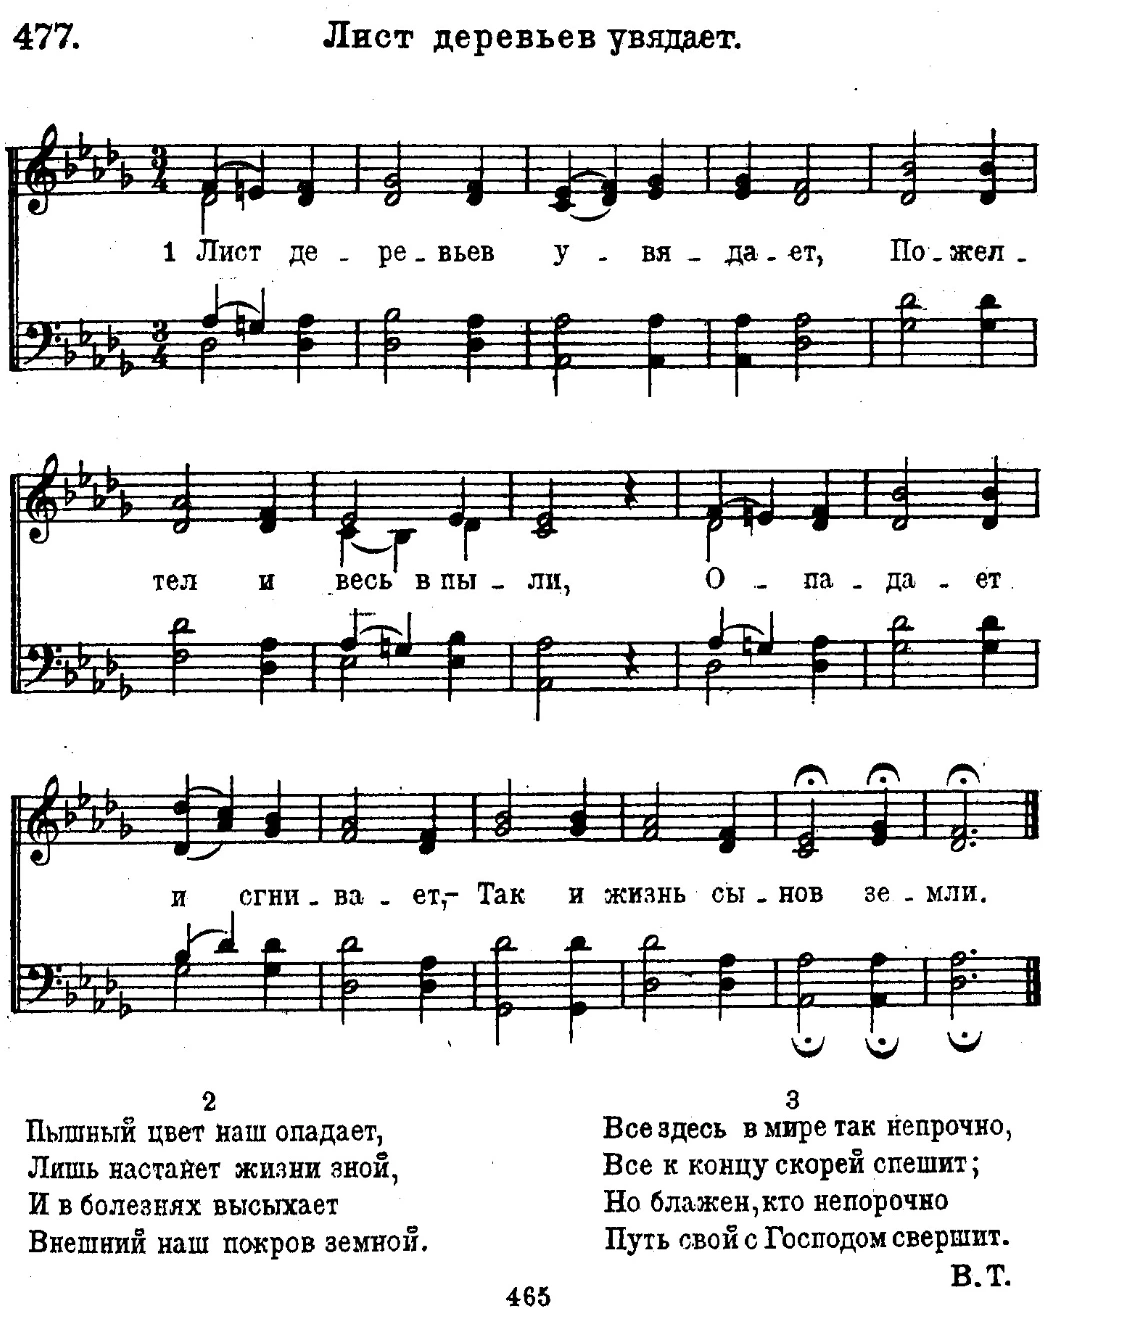 477. Лист деревьев увядает.
3/4
1 Лист де - ре - вьев у - вя - да - ет, По - жел -
3/4
тел и весь в пы - ли, О - па - да - ет
и сгни - ва - ет,- Так и жизнь сы - нов зе - мли.
2
Пышный цвет наш опадает,
Лишь настанет жизни зной,
И в болезнях высыхает
Внешний наш покров земной.
3
Все здесь в мире так непрочно,
Все к концу скорей спешит;
Но блажен, кто непорочно
Путь свой с Господом свершит.
В. Т.
465